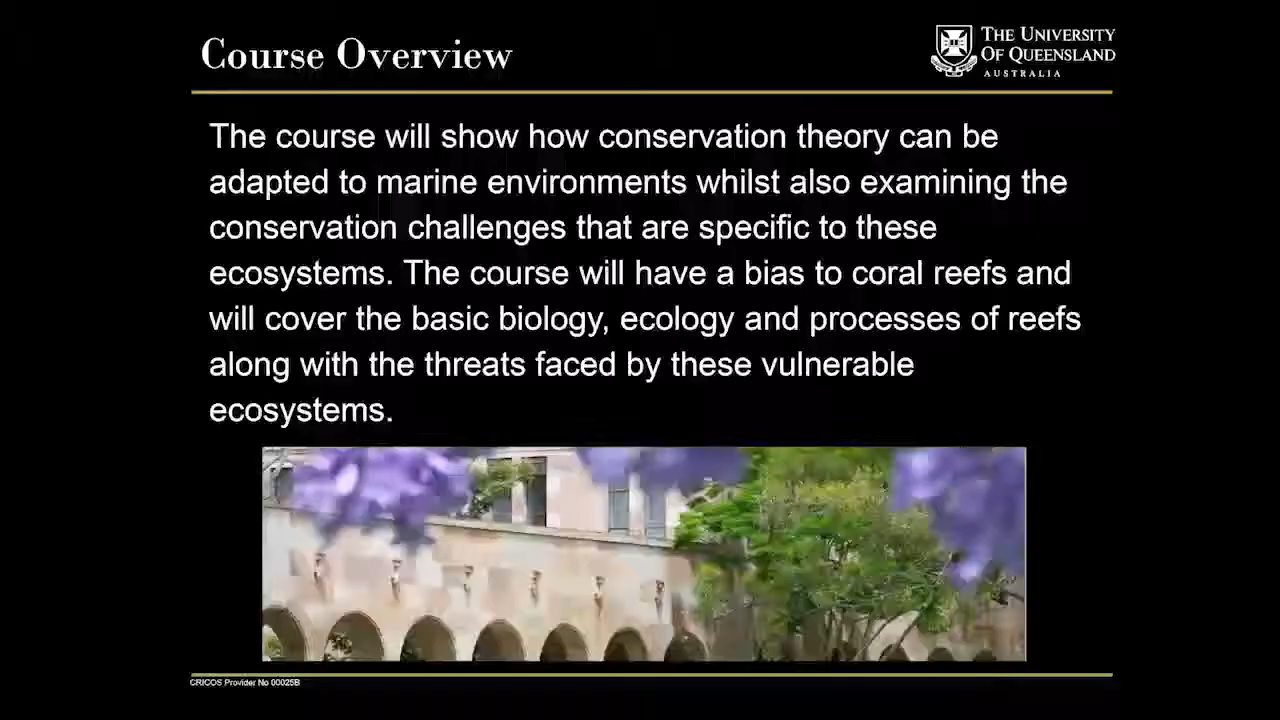 Course Overview
THE UNIVERSITY
OF QUEENSLAND
AUSTRALIA
The course will show how conservation theory can be
adapted to marine environments whilst also examining the
conservation challenges that are specific to these
ecosystems. The course will have a bias to coral reefs and
will cover the basic biology, ecology and processes of reefs
along with the threats faced by these vulnerable
ecosystems.
CRICOS Provider No 00025B